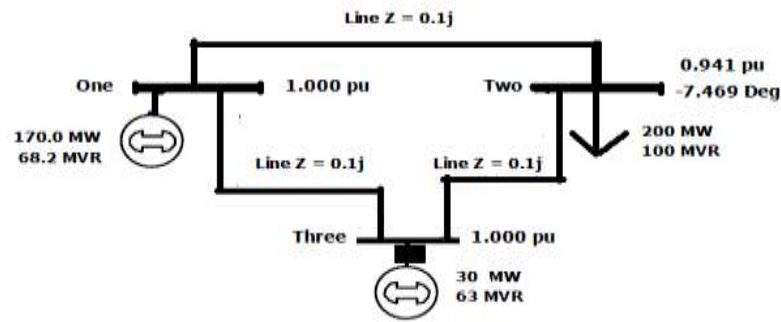 Line Z = 0.1j
One
1.000 pu
Two
0.941 pu
-7.469 Deg
170.0 MW
68.2 MVR
200 MW
100 MVR
Line Z = 0.1j
Line Z = 0.1j
Three
1.000 pu
30 MW
63 MVR